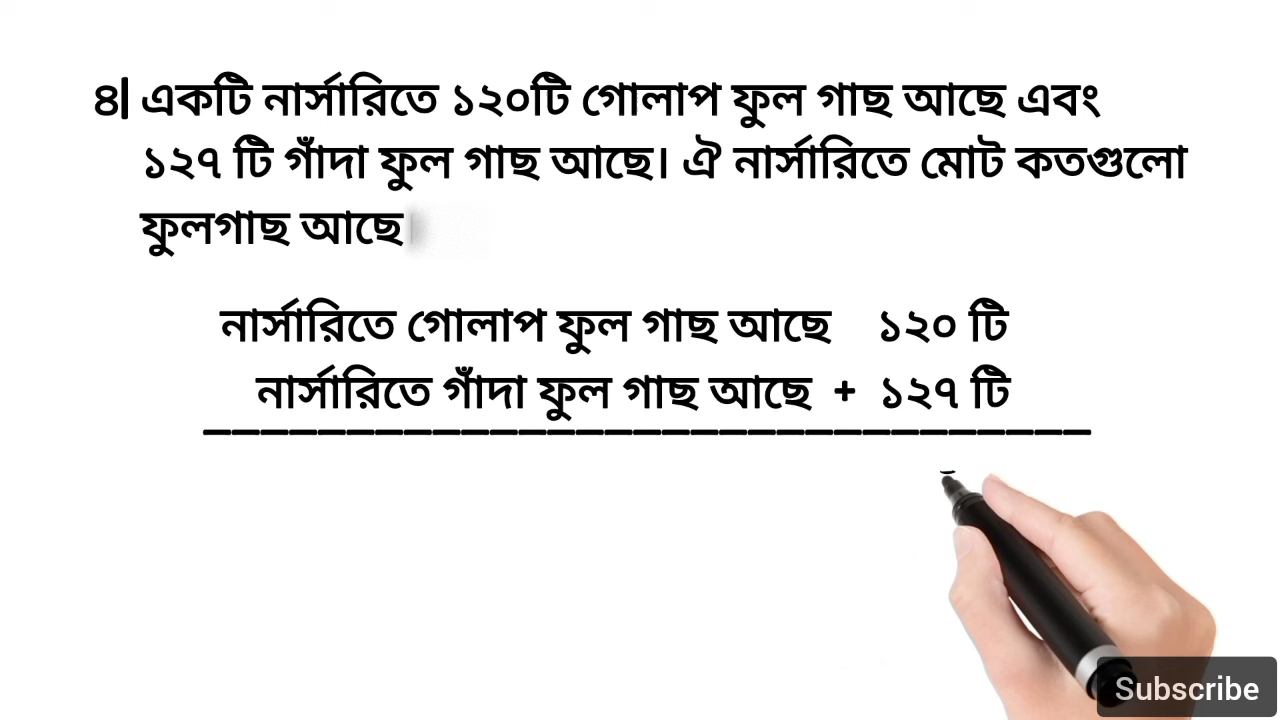 ৪| একটি নার্সারিতে ১২০টি গোলাপ ফুল গাছ আছে এবং
১২৭ টি গাঁদা ফুল গাছ আছে। ঐ নার্সারিতে মোট কতগুলো
ফুলগাছ আছে
নার্সারিতে গোলাপ ফুল গাছ আছে ১২০ টি
নার্সারিতে গাঁদা ফুল গাছ আছে + ১২৭ টি
Subscribe